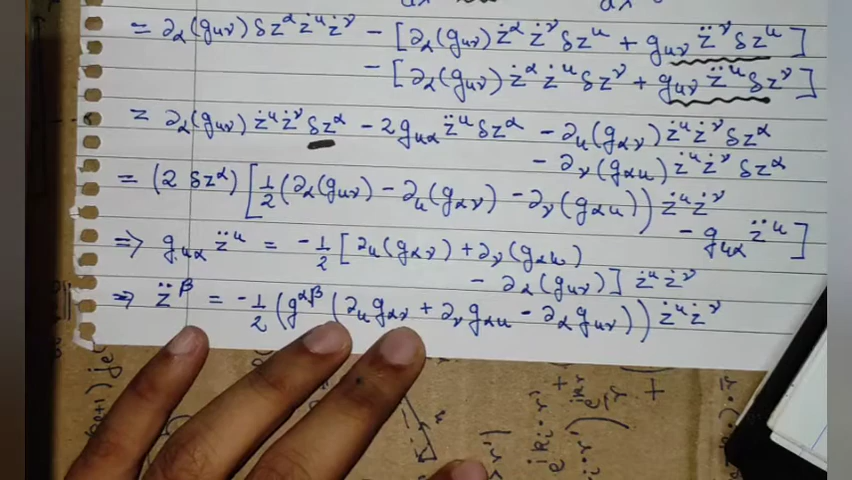 = ∂α(gμν) δz^α ż^μ ż^ν − [∂α(gμν) ż^α ż^ν δz^μ + gμν z̈^ν δz^μ]
− [∂α(gμν) ż^α ż^μ δz^ν + gμν z̈^μ δz^ν]
= ∂α(gμν) ż^μ ż^ν δz^α − 2gμα z̈^μ δz^α − ∂μ(gαν) ż^μ ż^ν δz^α
− ∂ν(gαμ) ż^μ ż^ν δz^α
= (2 δz^α) [1/2 (∂α(gμν) − ∂μ(gαν) − ∂ν(gαμ)) ż^μ ż^ν
− gμα z̈^μ]
⇒ gμα z̈^μ = −1/2 [∂μ(gαν) + ∂ν(gαμ)
− ∂α(gμν)] ż^μ ż^ν
⇒ z̈^β = −1/2 (g^αβ (∂μ gαν + ∂ν gαμ − ∂α gμν)) ż^μ ż^ν